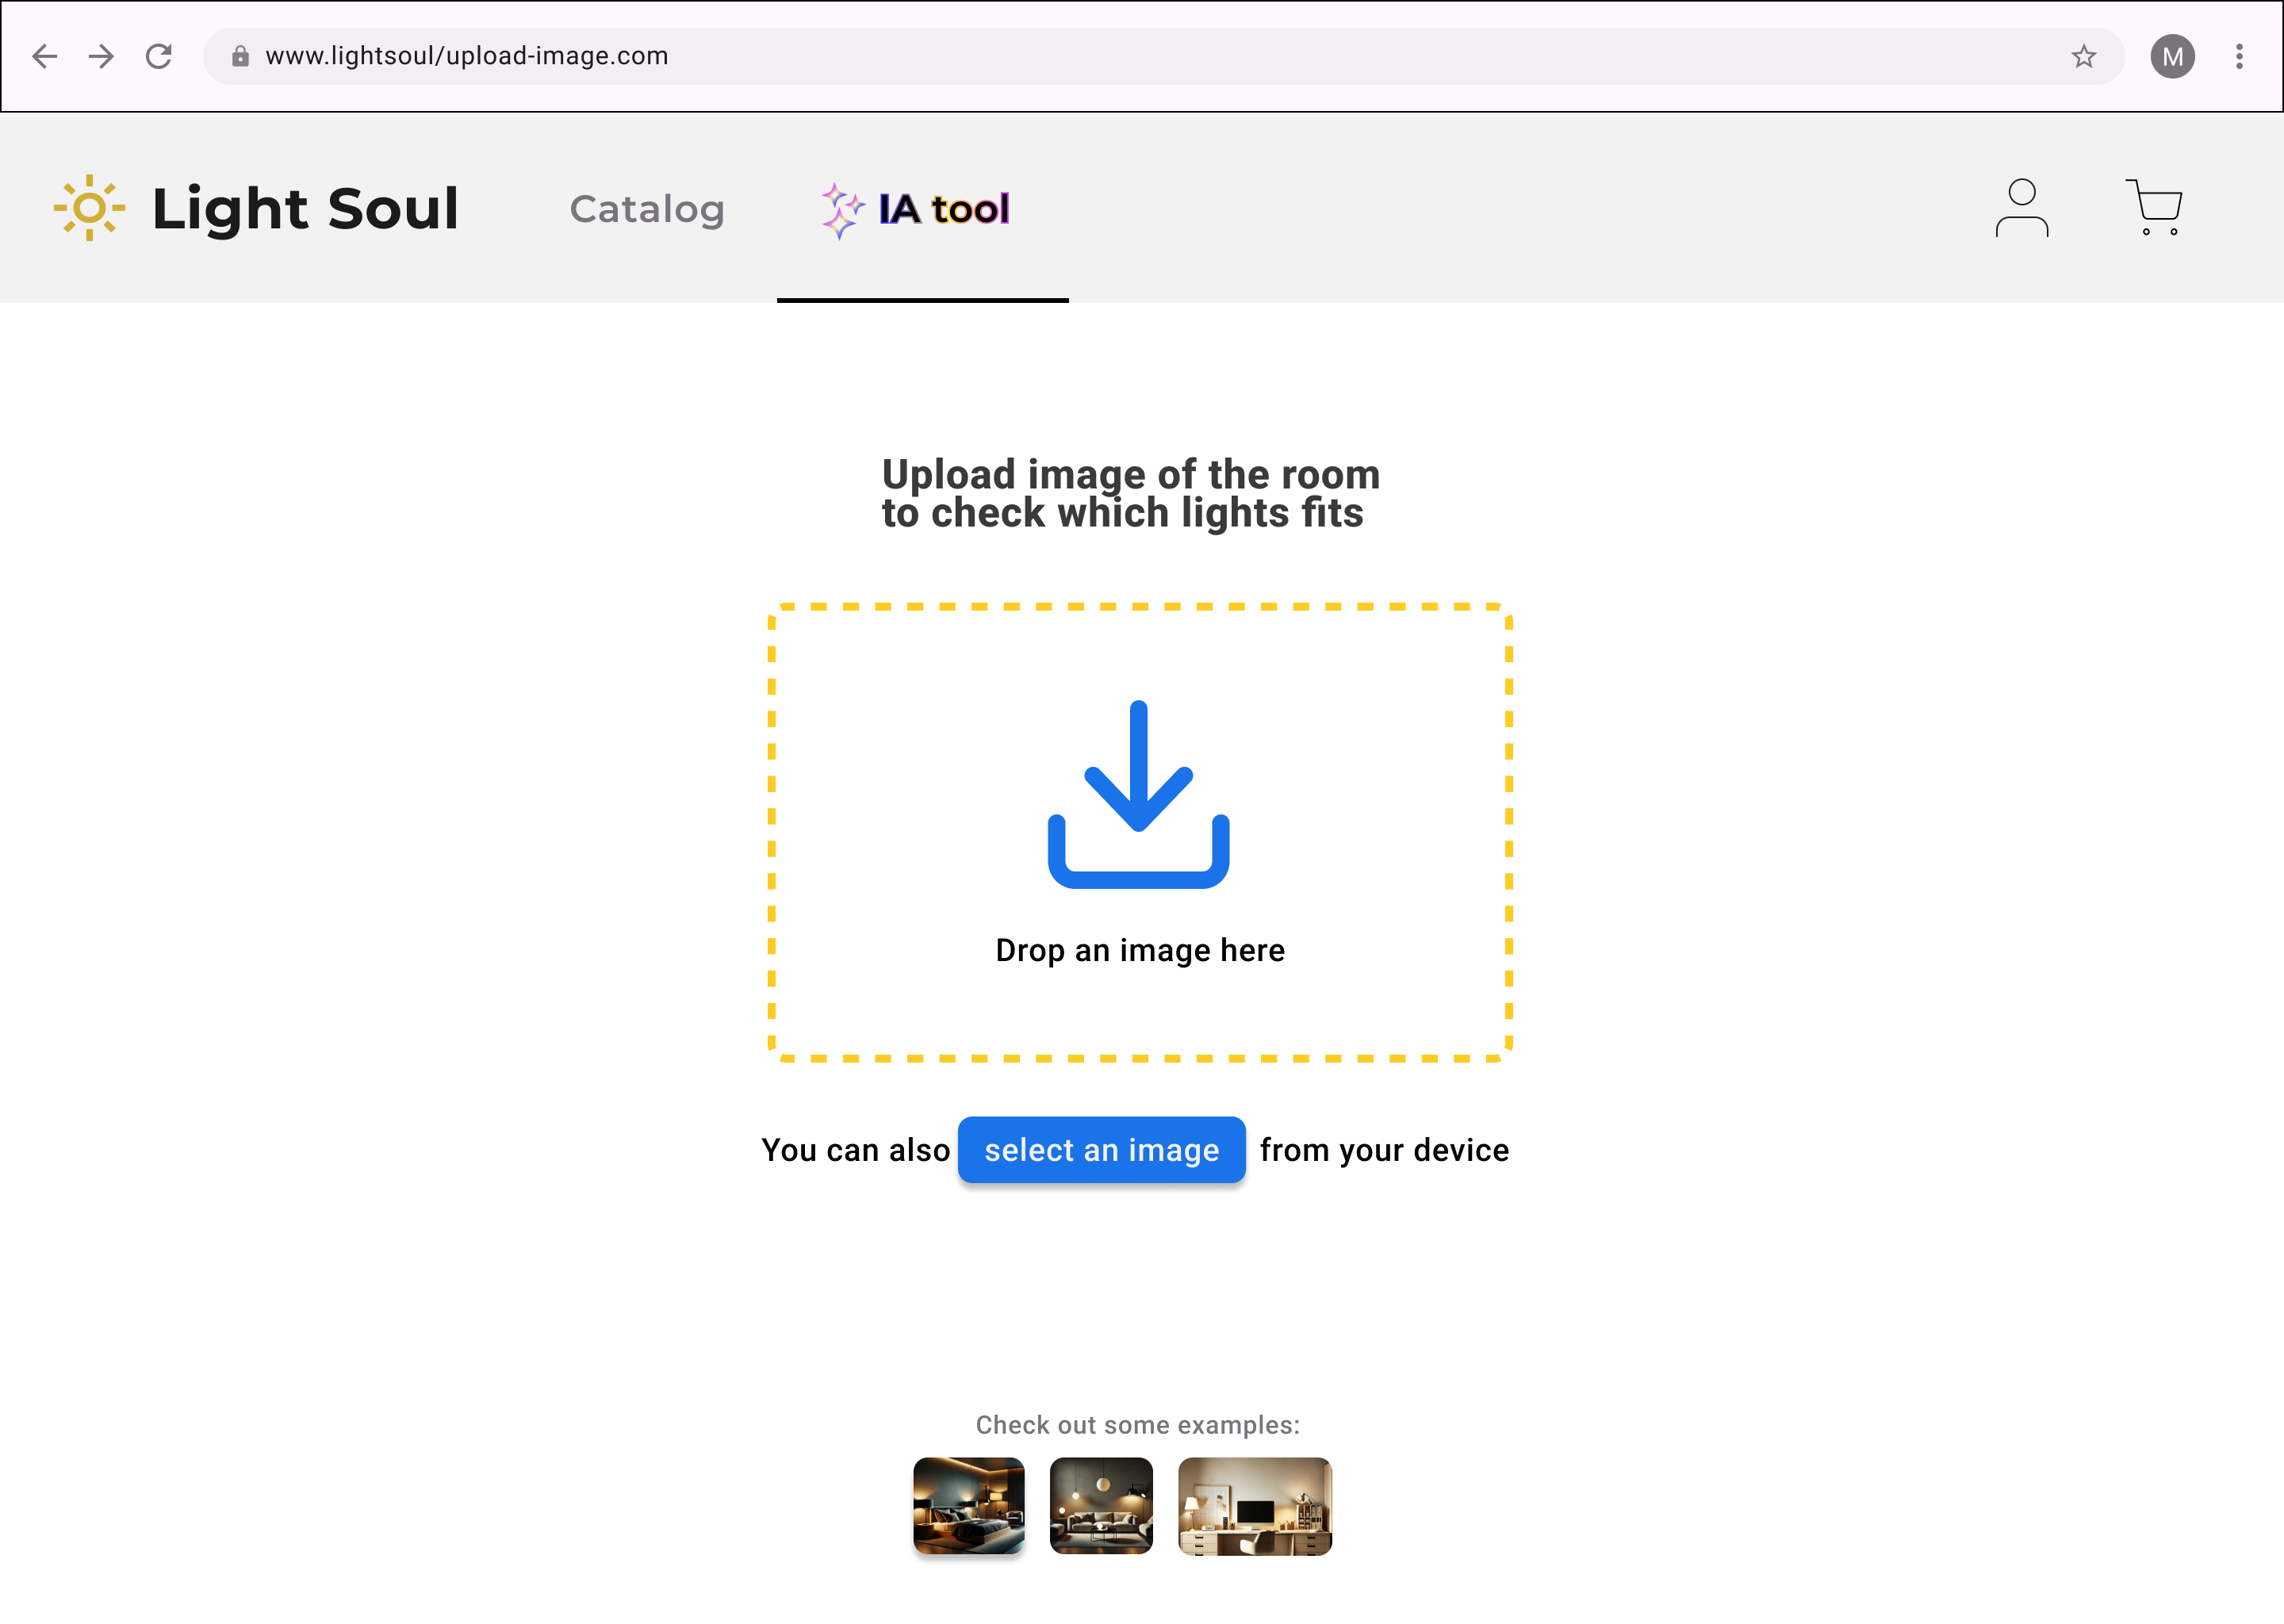 www.lightsoul/upload-image.com
M
Light Soul
Catalog
IA tool
Upload image of the room
to check which lights fits
Drop an image here
You can also select an image from your device
Check out some examples: